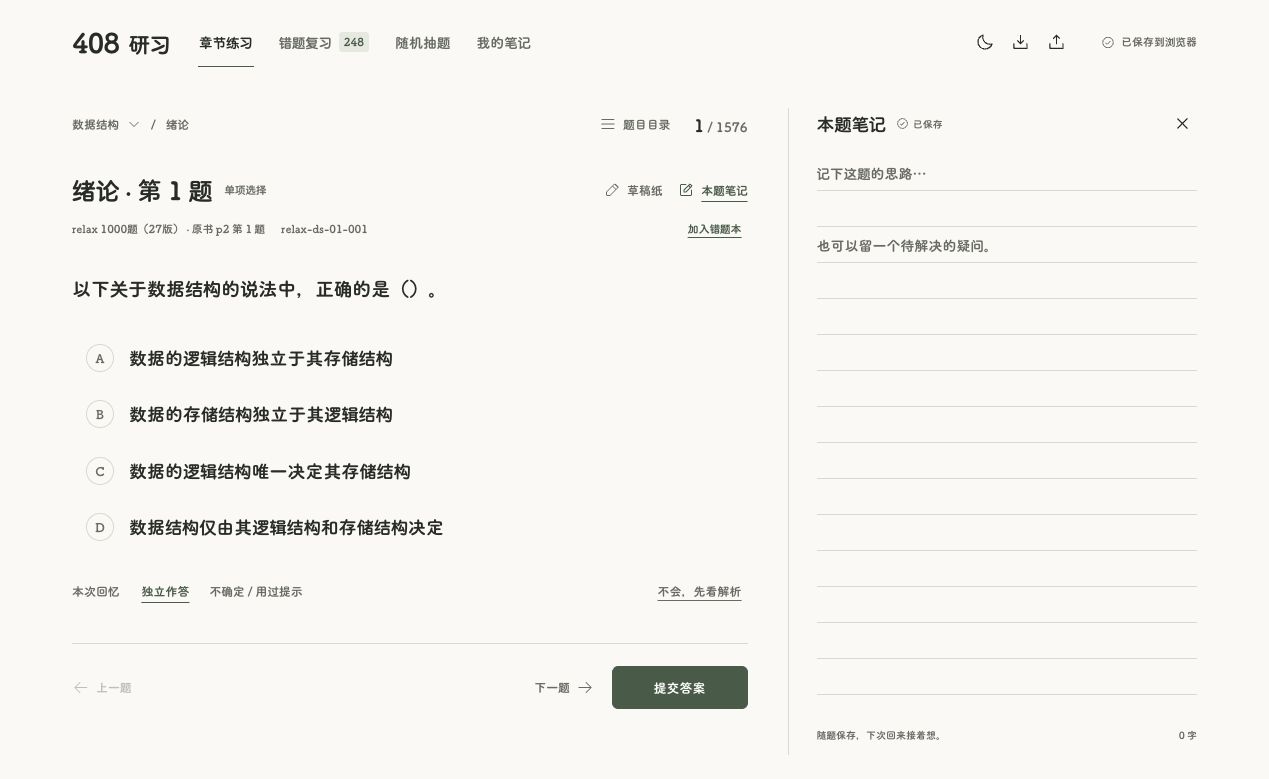 408 研习
章节练习
错题复习 248
随机抽题
我的笔记
已保存到浏览器
数据结构 / 绪论
题目目录
1 / 1576
绪论 · 第 1 题 单项选择
草稿纸
本题笔记
relax 1000题（27版） · 原书 p2 第 1 题 relax-ds-01-001
加入错题本
以下关于数据结构的说法中，正确的是（）。
A 数据的逻辑结构独立于其存储结构
B 数据的存储结构独立于其逻辑结构
C 数据的逻辑结构唯一决定其存储结构
D 数据结构仅由其逻辑结构和存储结构决定
本次回忆 独立作答 不确定 / 用过提示
不会，先看解析
上一题
下一题
提交答案
本题笔记 已保存
记下这题的思路…
也可以留一个待解决的疑问。
随题保存，下次回来接着想。
0 字